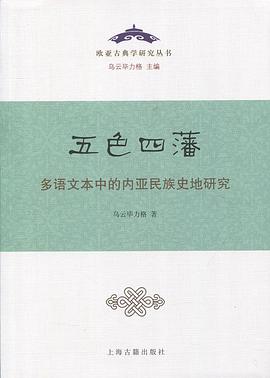 欧亚古典学研究丛书
乌云毕力格 主编
五色四藩
多语文本中的内亚民族史地研究
乌云毕力格 著
上海古籍出版社